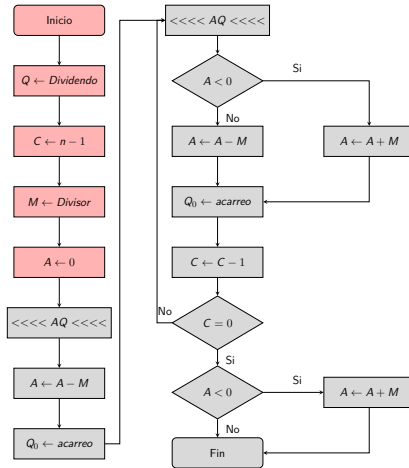 Inicio
Q ← Dividendo
C ← n − 1
M ← Divisor
A ← 0
<<<< AQ <<<<
A ← A − M
Q₀ ← acarreo
<<<< AQ <<<<
A < 0
Si
No
A ← A − M
A ← A + M
Q₀ ← acarreo
C ← C − 1
No
C = 0
Si
A < 0
Si
A ← A + M
No
Fin